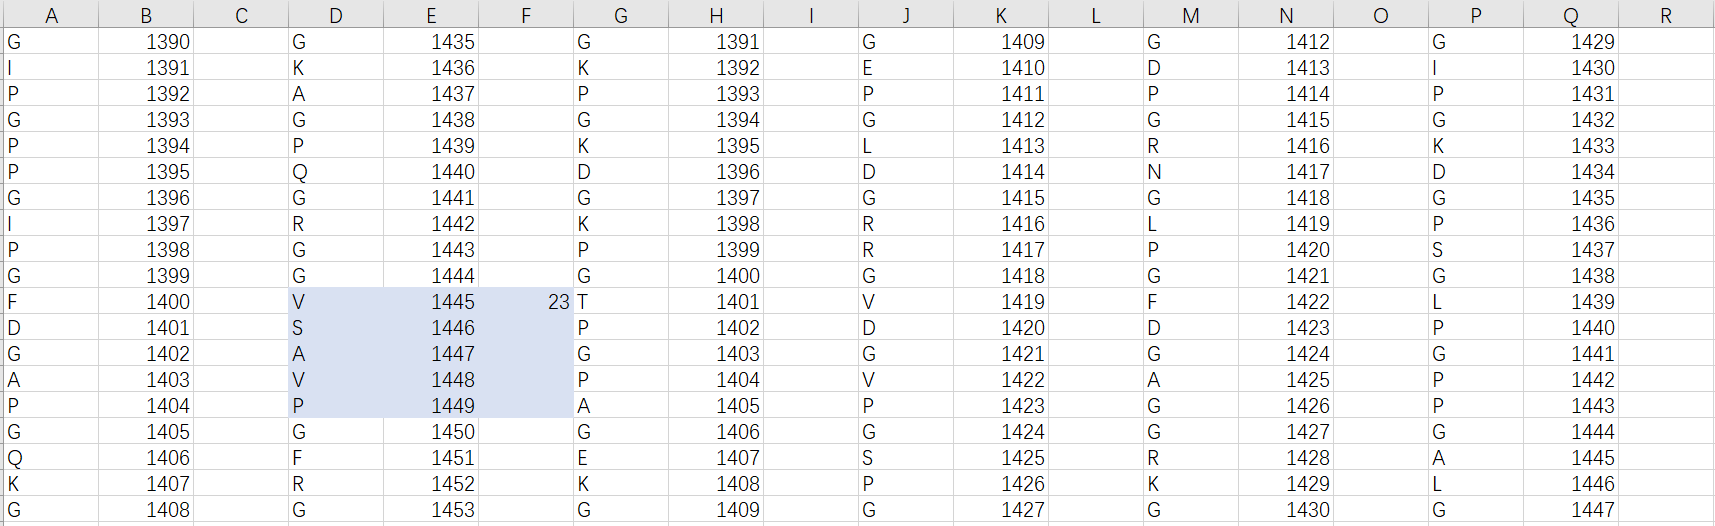 A B C D E F G H I J K L M N O P Q R
G 1390 G 1435 G 1391 G 1409 G 1412 G 1429
I 1391 K 1436 K 1392 E 1410 D 1413 I 1430
P 1392 A 1437 P 1393 P 1411 P 1414 P 1431
G 1393 G 1438 G 1394 G 1412 G 1415 G 1432
P 1394 P 1439 K 1395 L 1413 R 1416 K 1433
P 1395 Q 1440 D 1396 D 1414 N 1417 D 1434
G 1396 G 1441 G 1397 G 1415 G 1418 G 1435
I 1397 R 1442 K 1398 R 1416 L 1419 P 1436
P 1398 G 1443 P 1399 R 1417 P 1420 S 1437
G 1399 G 1444 G 1400 G 1418 G 1421 G 1438
F 1400 V 1445 23 T 1401 V 1419 F 1422 L 1439
D 1401 S 1446 P 1402 D 1420 D 1423 P 1440
G 1402 A 1447 G 1403 G 1421 G 1424 G 1441
A 1403 V 1448 P 1404 V 1422 A 1425 P 1442
P 1404 P 1449 A 1405 P 1423 G 1426 P 1443
G 1405 G 1450 G 1406 G 1424 G 1427 G 1444
Q 1406 F 1451 E 1407 S 1425 R 1428 A 1445
K 1407 R 1452 K 1408 P 1426 K 1429 L 1446
G 1408 G 1453 G 1409 G 1427 G 1430 G 1447